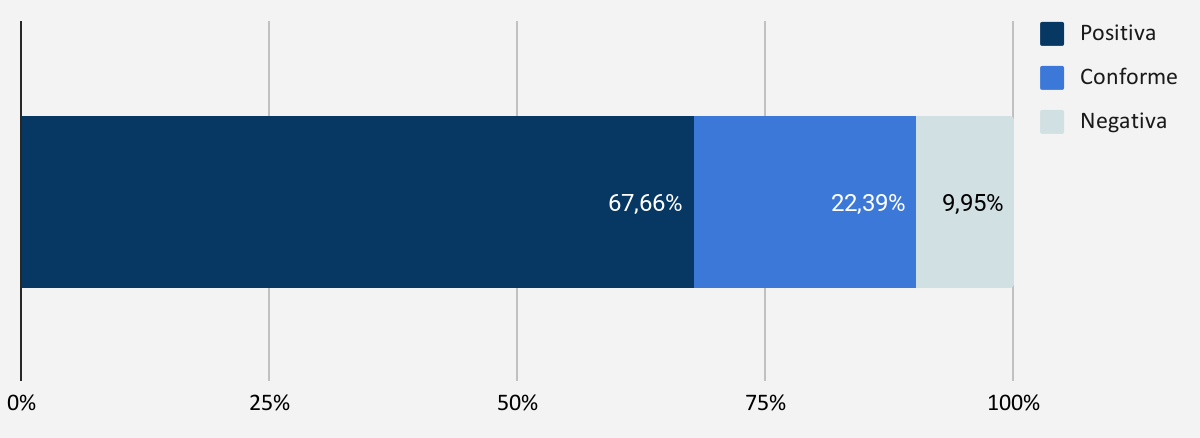 Positiva
Conforme
Negativa
67,66% 22,39% 9,95%
0% 25% 50% 75% 100%